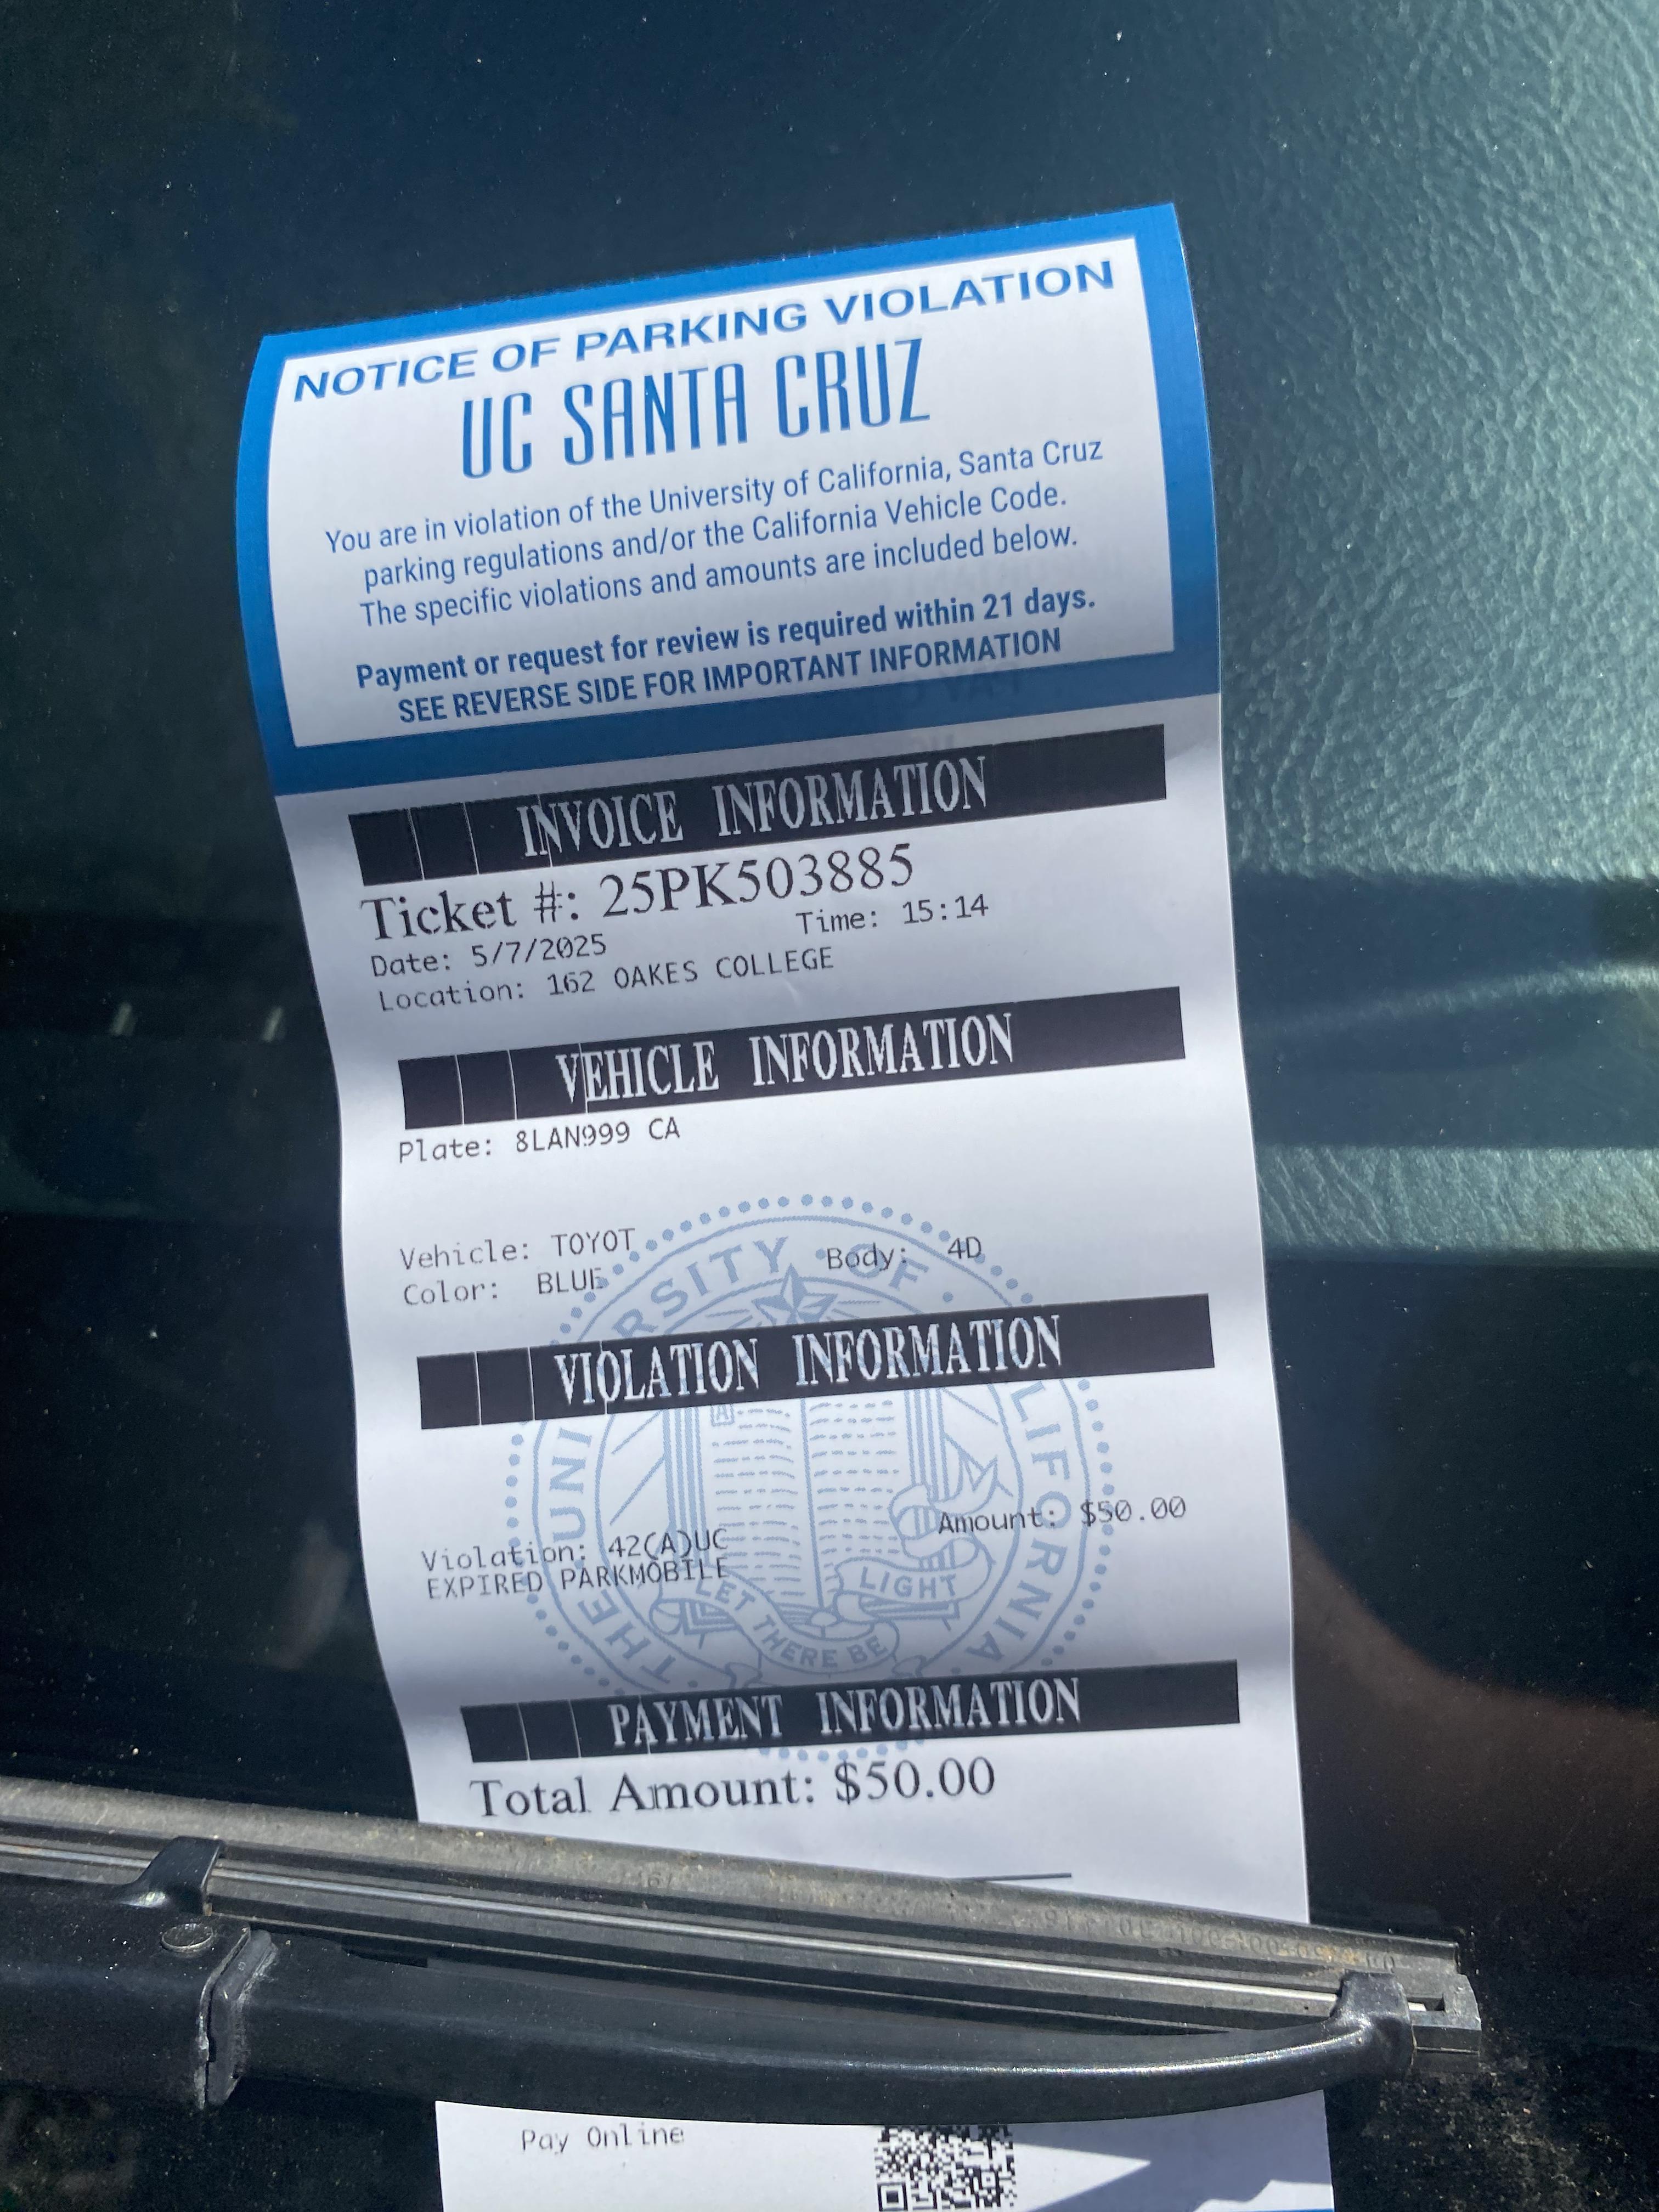 NOTICE OF PARKING VIOLATION
UC SANTA CRUZ
You are in violation of the University of California, Santa Cruz
parking regulations and/or the California Vehicle Code.
The specific violations and amounts are included below.
Payment or request for review is required within 21 days.
SEE REVERSE SIDE FOR IMPORTANT INFORMATION
INVOICE INFORMATION
Ticket #: 25PK503885
Date: 5/7/2025 Time: 15:14
Location: 162 OAKES COLLEGE
VEHICLE INFORMATION
Plate: 8LAN999 CA
Vehicle: TOYOT Body: 4D
Color: BLUE
VIOLATION INFORMATION
Violation: 42(A)UC Amount: $50.00
EXPIRED PARKMOBILE
THE UNIVERSITY OF CALIFORNIA
LET THERE BE LIGHT
PAYMENT INFORMATION
Total Amount: $50.00
Pay Online